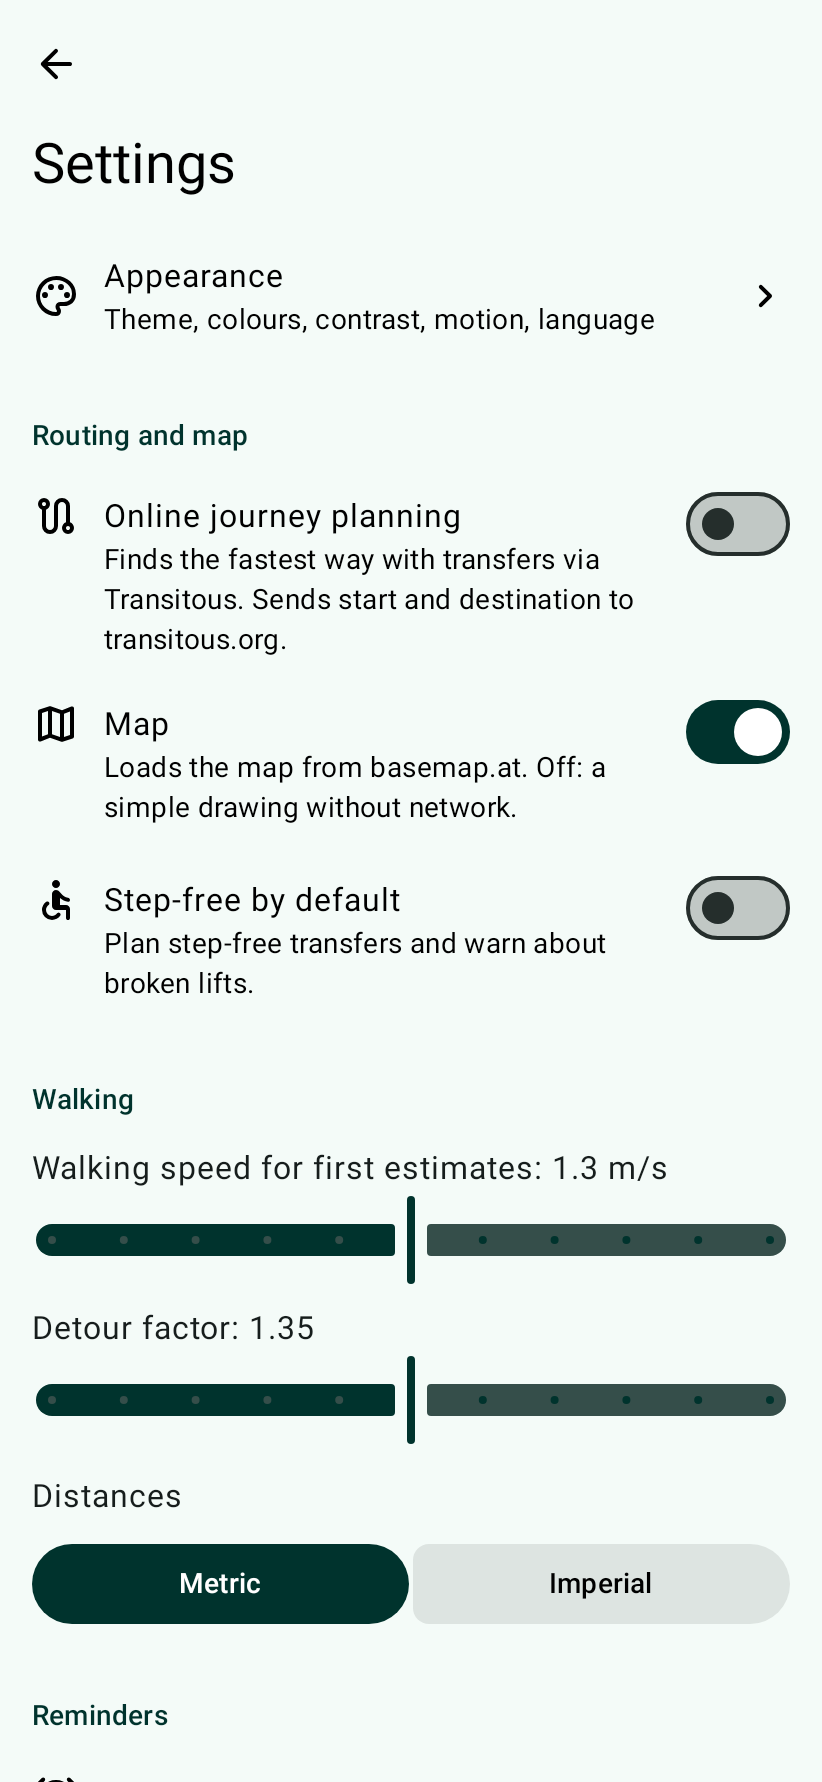 Settings
Appearance
Theme, colours, contrast, motion, language
Routing and map
Online journey planning
Finds the fastest way with transfers via
Transitous. Sends start and destination to
transitous.org.
Map
Loads the map from basemap.at. Off: a
simple drawing without network.
Step-free by default
Plan step-free transfers and warn about
broken lifts.
Walking
Walking speed for first estimates: 1.3 m/s
Detour factor: 1.35
Distances
Metric
Imperial
Reminders